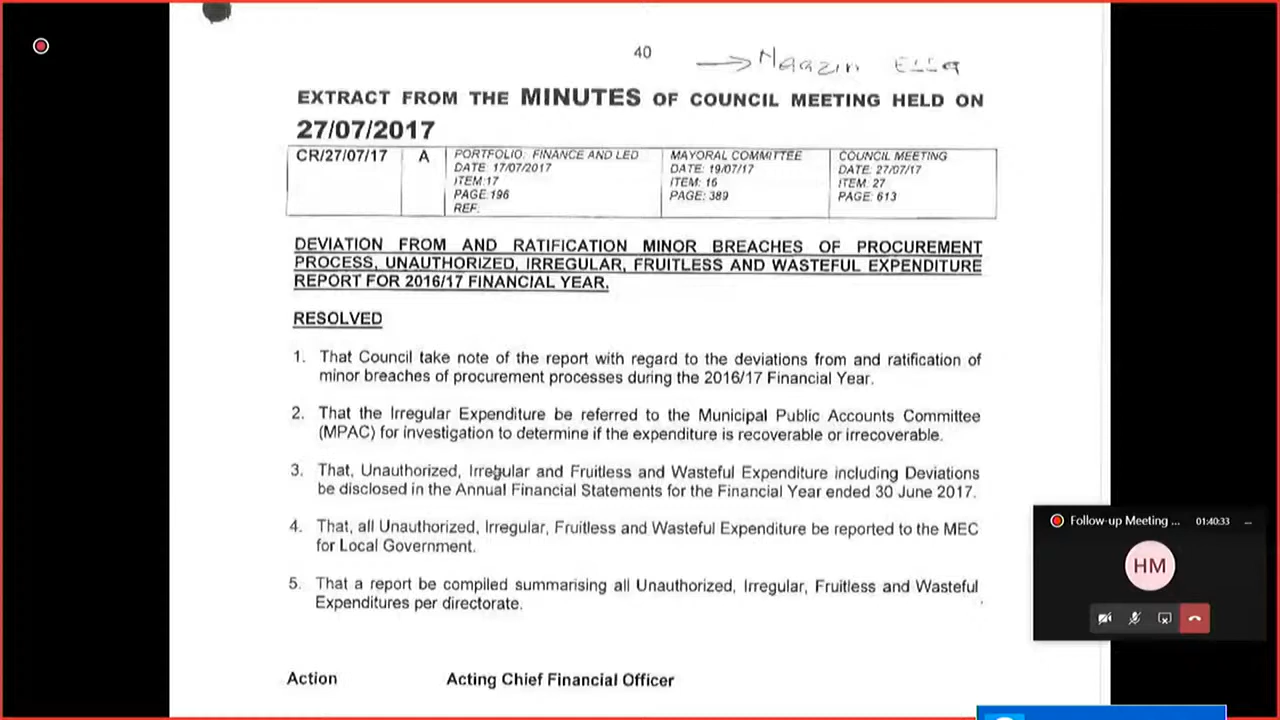 40
EXTRACT FROM THE MINUTES OF COUNCIL MEETING HELD ON
27/07/2017
CR/27/07/17 A PORTFOLIO: FINANCE AND LED MAYORAL COMMITTEE COUNCIL MEETING
DATE: 17/07/2017 DATE: 19/07/17 DATE: 27/07/17
ITEM:17 ITEM: 16 ITEM: 27
PAGE:196 PAGE: 389 PAGE: 613
REF:
DEVIATION FROM AND RATIFICATION MINOR BREACHES OF PROCUREMENT
PROCESS, UNAUTHORIZED, IRREGULAR, FRUITLESS AND WASTEFUL EXPENDITURE
REPORT FOR 2016/17 FINANCIAL YEAR.
RESOLVED
1. That Council take note of the report with regard to the deviations from and ratification of
minor breaches of procurement processes during the 2016/17 Financial Year.
2. That the Irregular Expenditure be referred to the Municipal Public Accounts Committee
(MPAC) for investigation to determine if the expenditure is recoverable or irrecoverable.
3. That, Unauthorized, Irregular and Fruitless and Wasteful Expenditure including Deviations
be disclosed in the Annual Financial Statements for the Financial Year ended 30 June 2017.
4. That, all Unauthorized, Irregular, Fruitless and Wasteful Expenditure be reported to the MEC
for Local Government.
5. That a report be compiled summarising all Unauthorized, Irregular, Fruitless and Wasteful
Expenditures per directorate.
Action Acting Chief Financial Officer
Follow-up Meeting ... 01:40:33 ...
HM